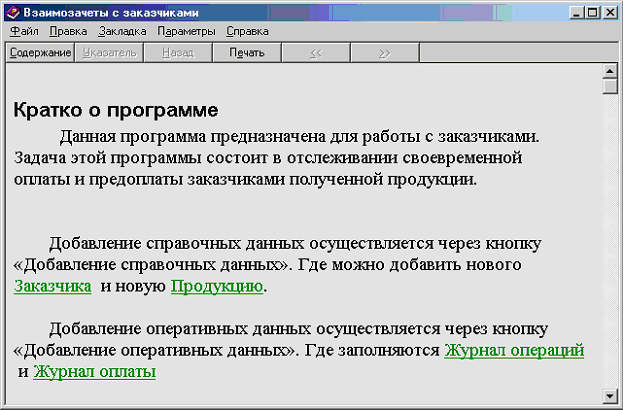 Взаимозачеты с заказчиками
Файл Правка Закладка Параметры Справка
Содержание Указатель Назад Печать << >>
Кратко о программе
Данная программа предназначена для работы с заказчиками.
Задача этой программы состоит в отслеживании своевременной
оплаты и предоплаты заказчиками полученной продукции.
Добавление справочных данных осуществляется через кнопку
«Добавление справочных данных». Где можно добавить нового
Заказчика и новую Продукцию.
Добавление оперативных данных осуществляется через кнопку
«Добавление оперативных данных». Где заполняются Журнал операций
и Журнал оплаты